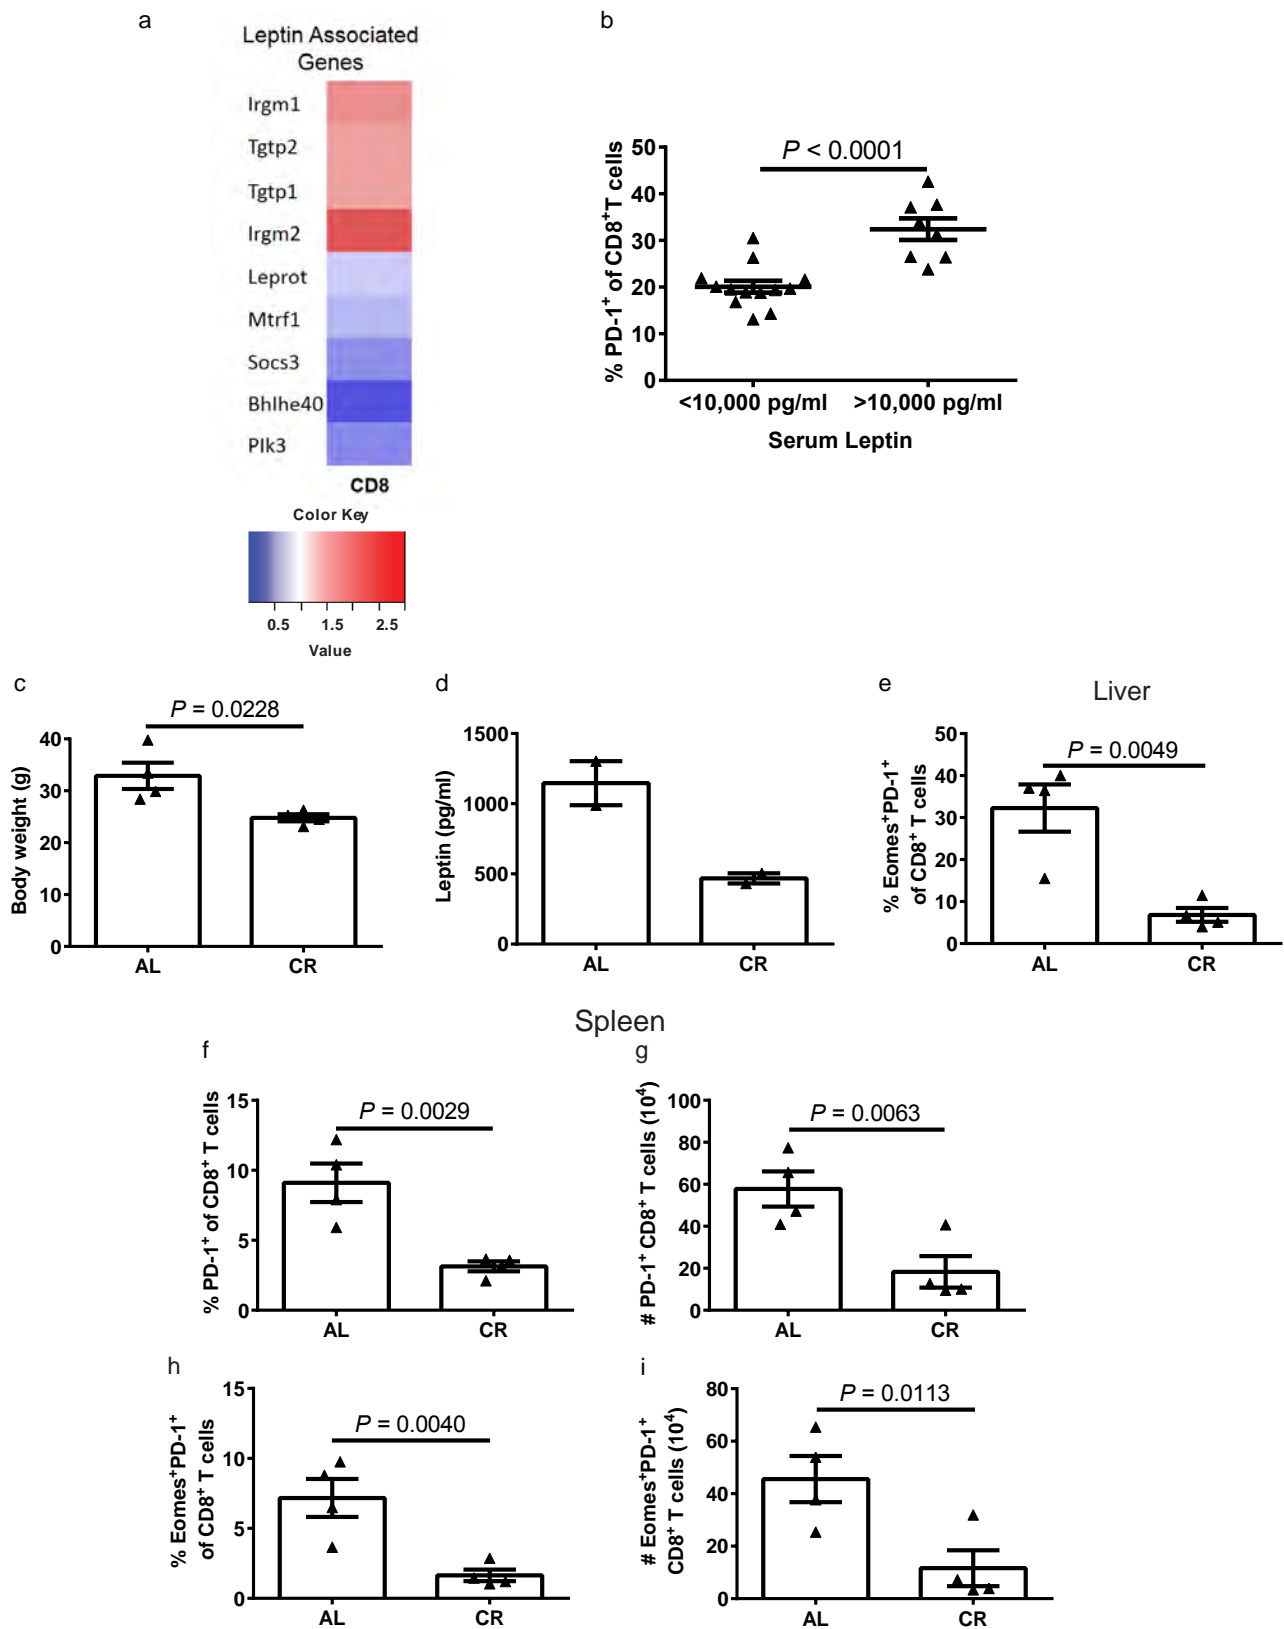 a
Leptin Associated
Genes
Irgm1
Tgtp2
Tgtp1
Irgm2
Leprot
Mtrf1
Socs3
Bhlhe40
Plk3
CD8
Color Key
0.5 1.5 2.5
Value
b
% PD-1⁺ of CD8⁺T cells
50
40
30
20
10
0
P < 0.0001
<10,000 pg/ml >10,000 pg/ml
Serum Leptin
c
Body weight (g)
40
30
20
10
0
P = 0.0228
AL CR
d
Leptin (pg/ml)
1500
1000
500
0
AL CR
e
Liver
% Eomes⁺PD-1⁺
of CD8⁺ T cells
50
40
30
20
10
0
P = 0.0049
AL CR
Spleen
f
% PD-1⁺ of CD8⁺ T cells
15
10
5
0
P = 0.0029
AL CR
g
# PD-1⁺ CD8⁺ T cells (10⁴)
100
80
60
40
20
0
P = 0.0063
AL CR
h
% Eomes⁺PD-1⁺
of CD8⁺ T cells
15
10
5
0
P = 0.0040
AL CR
i
# Eomes⁺PD-1⁺
CD8⁺ T cells (10⁴)
80
60
40
20
0
P = 0.0113
AL CR